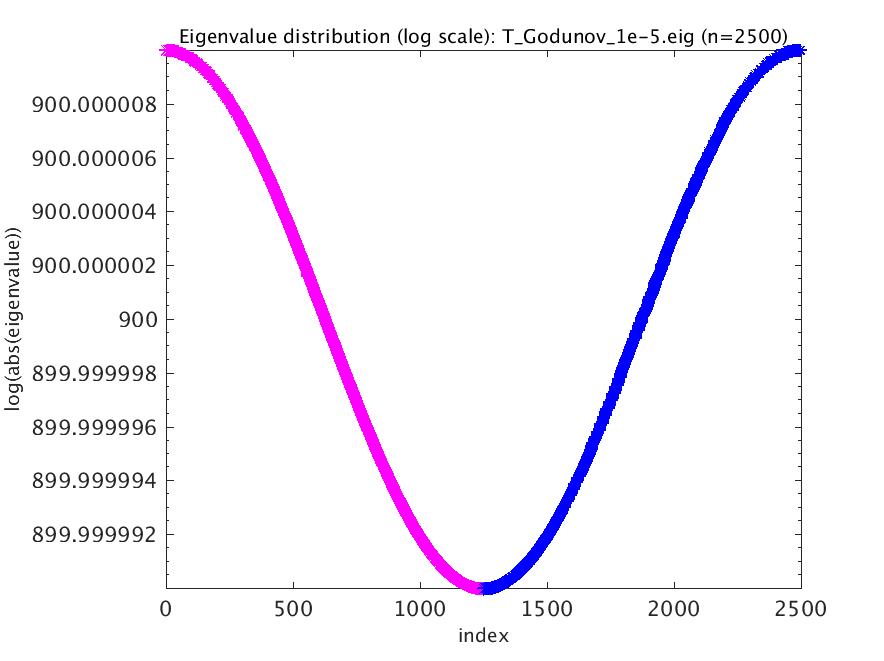 Eigenvalue distribution (log scale): T_Godunov_1e-5.eig (n=2500)
900.000008
900.000006
900.000004
900.000002
900
899.999998
899.999996
899.999994
899.999992
log(abs(eigenvalue))
0 500 1000 1500 2000 2500
index